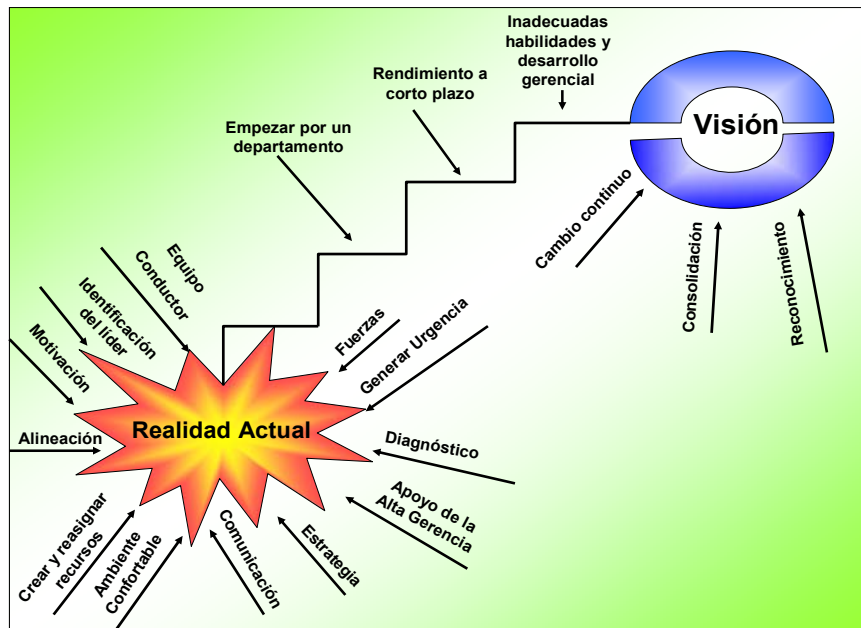 Inadecuadas
habilidades y
desarrollo
gerencial
Rendimiento a
corto plazo
Empezar por un
departamento
Visión
Cambio continuo
Consolidación
Reconocimiento
Equipo
Conductor
Identificación
del líder
Motivación
Alineación
Fuerzas
Generar Urgencia
Realidad Actual
Diagnóstico
Apoyo de la
Alta Gerencia
Crear y reasignar
recursos
Ambiente
Confortable
Comunicación
Estrategia